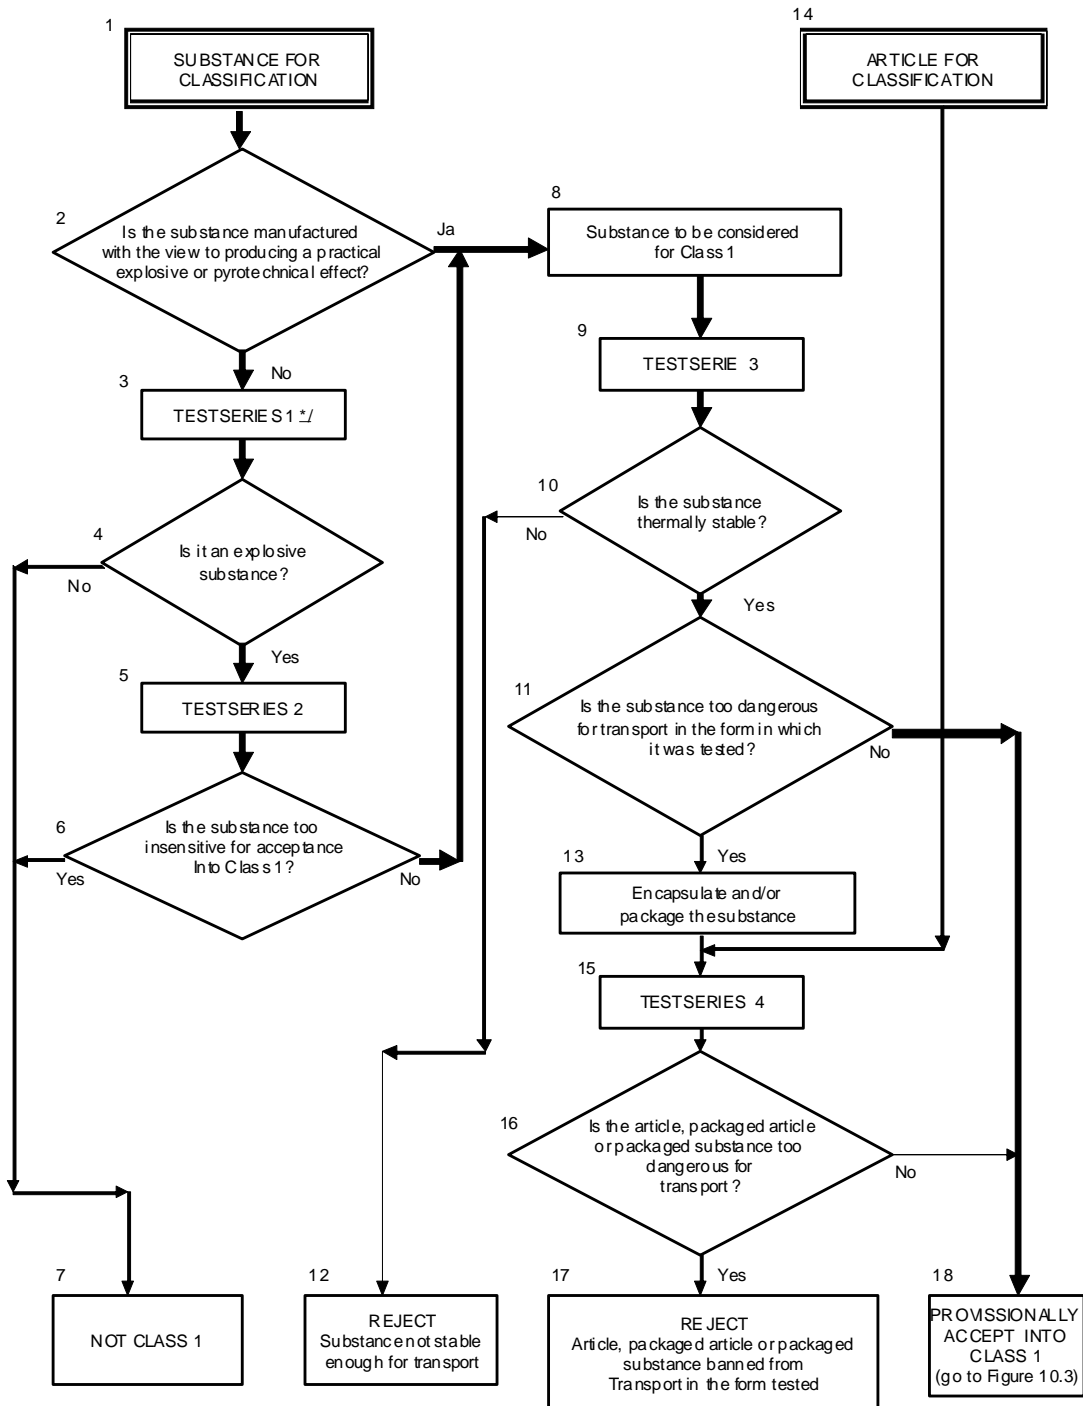 1
SUBSTANCE FOR
CLASSIFICATION
14
ARTICLE FOR
CLASSIFICATION
2
Is the substance manufactured
with the view to producing a practical
explosive or pyrotechnical effect?
Ja
No
8
Substance to be considered
for Class 1
9
TESTSERIE 3
3
TESTSERIES 1 */
10
Is the substance
thermally stable?
No
Yes
4
Is it an explosive
substance?
No
Yes
5
TESTSERIES 2
11
Is the substance too dangerous
for transport in the form in which
it was tested?
No
Yes
6
Is the substance too
insensitive for acceptance
Into Class 1?
Yes
No
13
Encapsulate and/or
package the substance
15
TESTSERIES 4
16
Is the article, packaged article
or packaged substance too
dangerous for
transport?
No
Yes
7
NOT CLASS 1
12
REJECT
Substance not stable
enough for transport
17
REJECT
Article, packaged article or packaged
substance banned from
Transport in the form tested
18
PROVISSIONALLY
ACCEPT INTO
CLASS 1
(go to Figure 10.3)